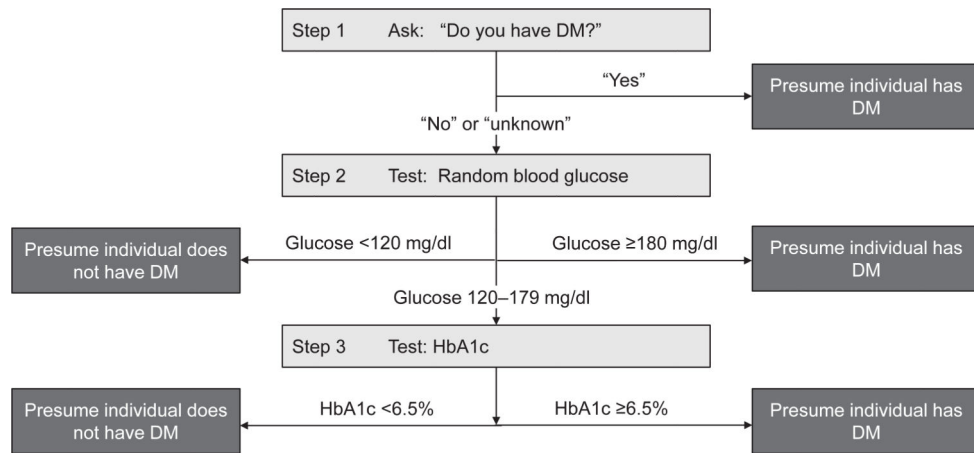 Step 1 Ask: “Do you have DM?”
“Yes”
Presume individual has
DM
“No” or “unknown”
Step 2 Test: Random blood glucose
Presume individual does
not have DM
Glucose <120 mg/dl
Glucose ≥180 mg/dl
Presume individual has
DM
Glucose 120–179 mg/dl
Step 3 Test: HbA1c
Presume individual does
not have DM
HbA1c <6.5%
HbA1c ≥6.5%
Presume individual has
DM